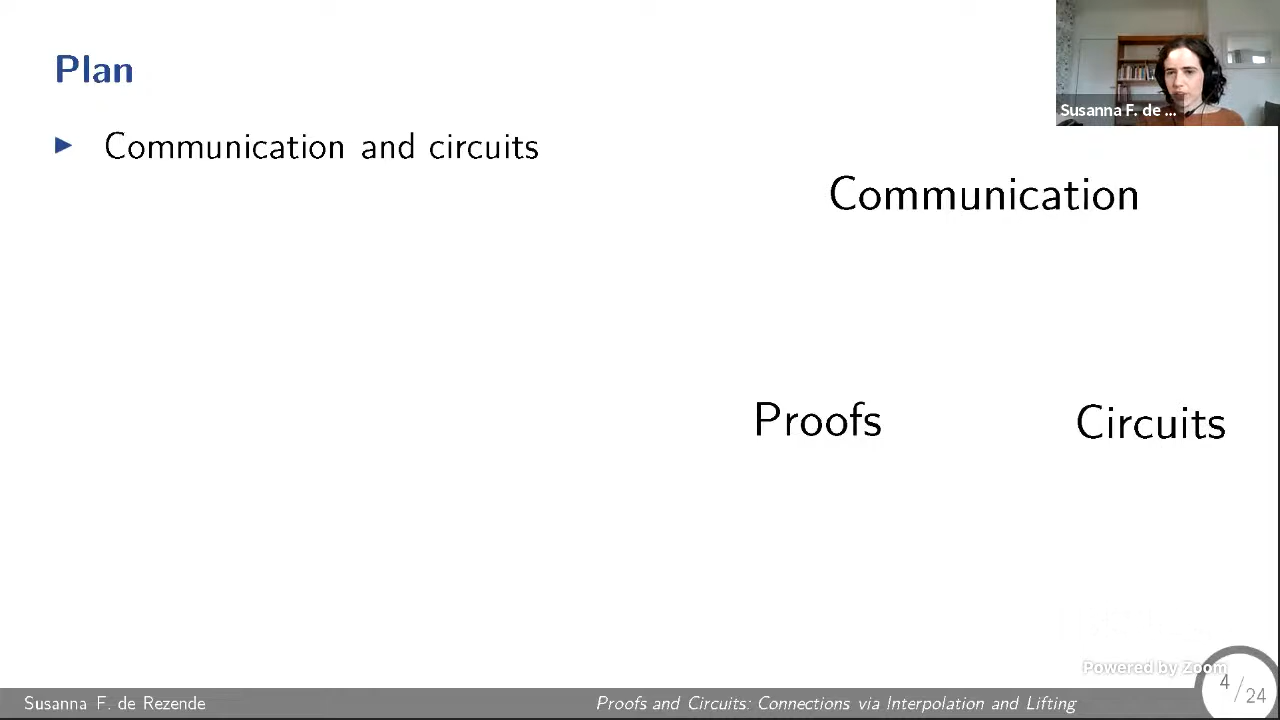 Plan
Susanna F. de ...
▶ Communication and circuits
Communication
Proofs
Circuits
Powered by Zoom
4/24
Susanna F. de Rezende
Proofs and Circuits: Connections via Interpolation and Lifting